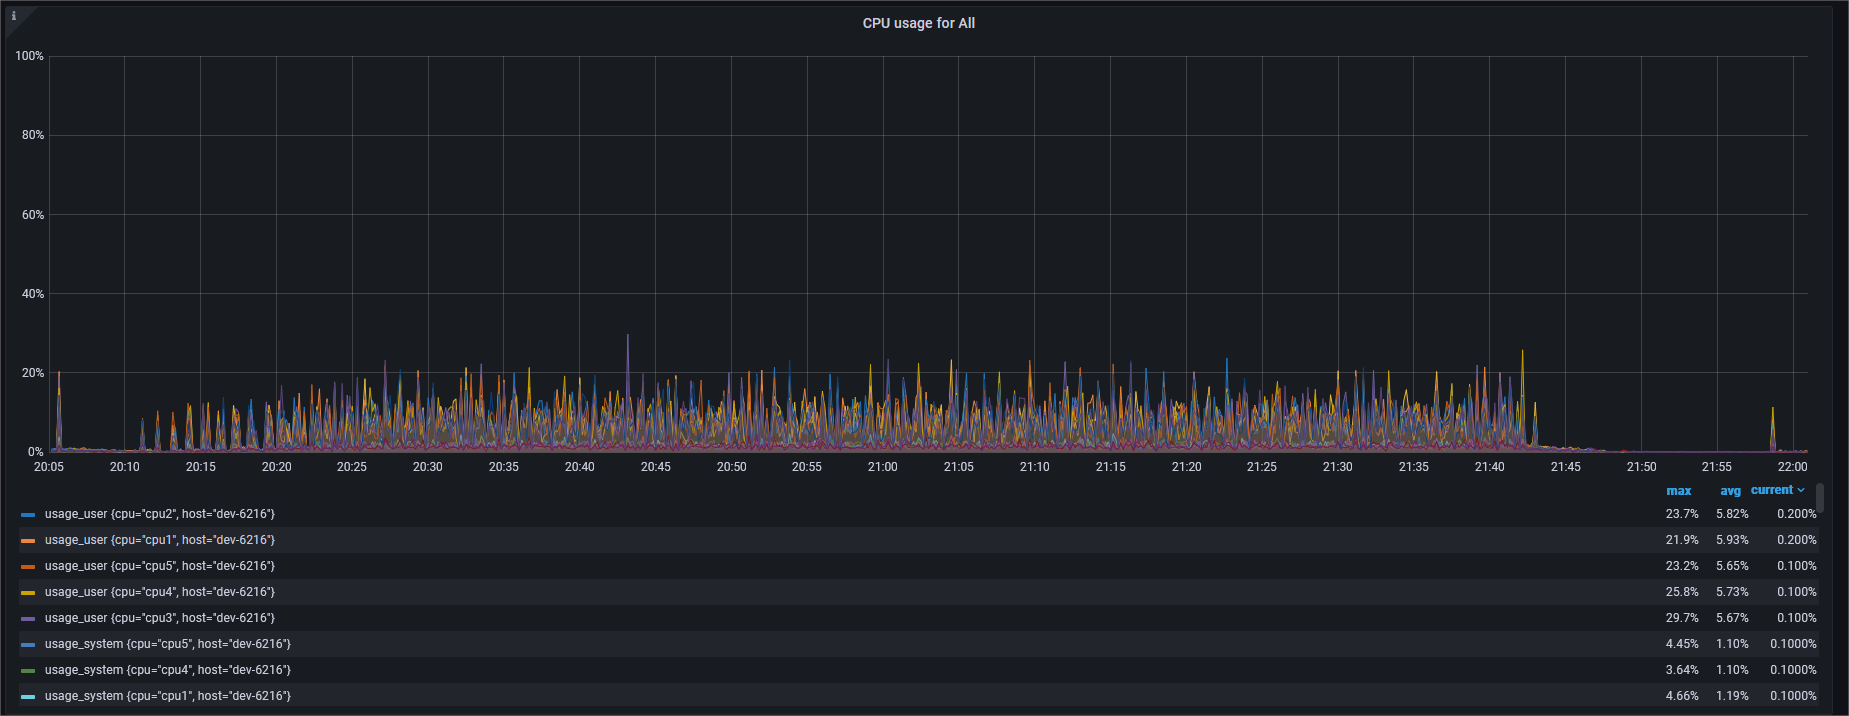 i
CPU usage for All
100%
80%
60%
40%
20%
0%
20:05 20:10 20:15 20:20 20:25 20:30 20:35 20:40 20:45 20:50 20:55 21:00 21:05 21:10 21:15 21:20 21:25 21:30 21:35 21:40 21:45 21:50 21:55 22:00
max avg current
usage_user {cpu="cpu2", host="dev-6216"} 23.7% 5.82% 0.200%
usage_user {cpu="cpu1", host="dev-6216"} 21.9% 5.93% 0.200%
usage_user {cpu="cpu5", host="dev-6216"} 23.2% 5.65% 0.100%
usage_user {cpu="cpu4", host="dev-6216"} 25.8% 5.73% 0.100%
usage_user {cpu="cpu3", host="dev-6216"} 29.7% 5.67% 0.100%
usage_system {cpu="cpu5", host="dev-6216"} 4.45% 1.10% 0.1000%
usage_system {cpu="cpu4", host="dev-6216"} 3.64% 1.10% 0.1000%
usage_system {cpu="cpu1", host="dev-6216"} 4.66% 1.19% 0.1000%